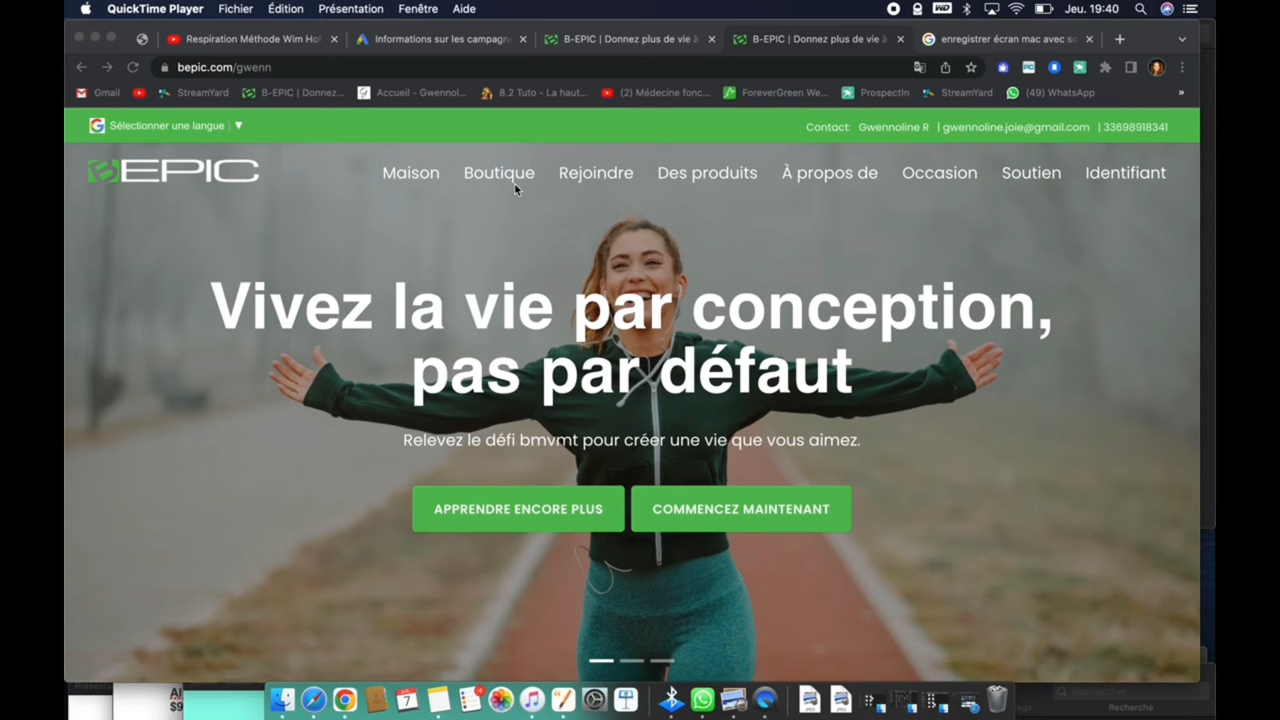 QuickTime Player Fichier Édition Présentation Fenêtre Aide Jeu. 19:40
Respiration Méthode Wim Ho
Informations sur les campagn
B-EPIC | Donnez plus de vie à
B-EPIC | Donnez plus de vie à
enregistrer écran mac avec so
bepic.com/gwenn
Gmail StreamYard B-EPIC | Donnez... Accueil - Gwennol... 8.2 Tuto - La haut... (2) Médecine fonc... ForeverGreen We... ProspectIn StreamYard (49) WhatsApp »
Sélectionner une langue | ▼
Contact: Gwennoline R | gwennoline.joie@gmail.com | 33698918341
BEPIC
Maison Boutique Rejoindre Des produits À propos de Occasion Soutien Identifiant
Vivez la vie par conception,
pas par défaut
Relevez le défi bmvmt pour créer une vie que vous aimez.
APPRENDRE ENCORE PLUS COMMENCEZ MAINTENANT
Rechercher
Recherche